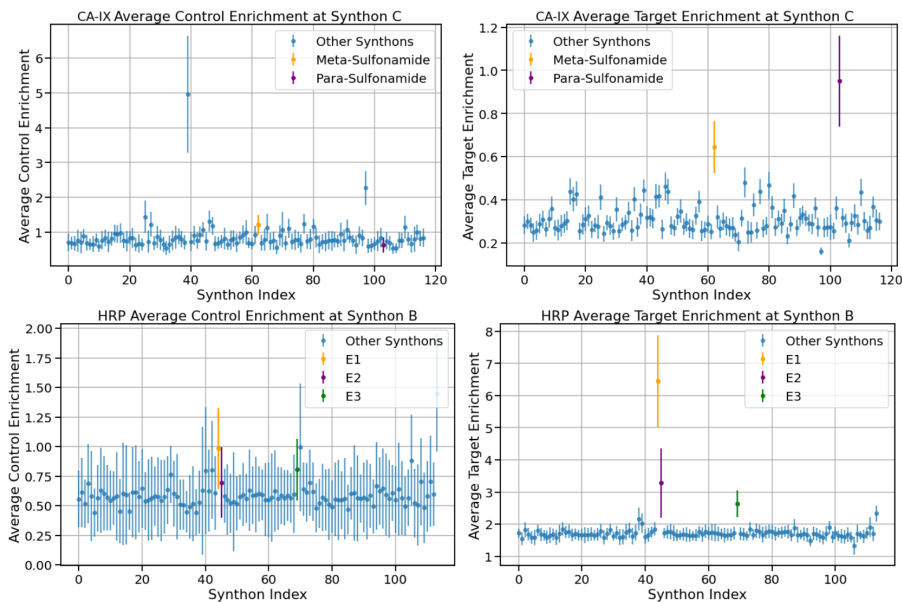 CA-IX Average Control Enrichment at Synthon C
Average Control Enrichment
6
5
4
3
2
1
Other Synthons
Meta-Sulfonamide
Para-Sulfonamide
0 20 40 60 80 100 120
Synthon Index
CA-IX Average Target Enrichment at Synthon C
Average Target Enrichment
1.2
1.0
0.8
0.6
0.4
0.2
Other Synthons
Meta-Sulfonamide
Para-Sulfonamide
0 20 40 60 80 100 120
Synthon Index
HRP Average Control Enrichment at Synthon B
Average Control Enrichment
2.00
1.75
1.50
1.25
1.00
0.75
0.50
0.25
0.00
Other Synthons
E1
E2
E3
0 20 40 60 80 100
Synthon Index
HRP Average Target Enrichment at Synthon B
Average Target Enrichment
8
7
6
5
4
3
2
1
Other Synthons
E1
E2
E3
0 20 40 60 80 100
Synthon Index